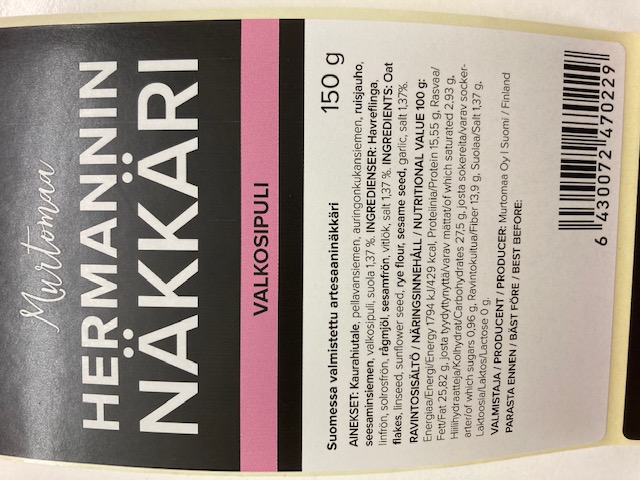 Murtomaa
HERMANNIN
NÄKKÄRI
VALKOSIPULI
Suomessa valmistettu artesaaninäkkäri 150 g
AINEKSET: Kaurahiutale, pellavansiemen, auringonkukansiemen, ruisjauho,
seesaminsiemen, valkosipuli, suola 1,37 %. INGREDIENSER: Havreflinga,
linfrön, solrosfrön, rågmjöl, sesamfrön, vitlök, salt 1,37 %. INGREDIENTS: Oat
flakes, linseed, sunflower seed, rye flour, sesame seed, garlic, salt 1,37%.
RAVINTOSISÄLTÖ / NÄRINGSINNEHÅLL / NUTRITIONAL VALUE 100 g:
Energiaa/Energi/Energy 1794 kJ/429 kcal, Proteiinia/Protein 15,55 g, Rasvaa/
Fett/Fat 25,82 g, josta tyydyttynyttä/varav mättat/of which saturated 2,93 g,
Hiilihydraatteja/Kolhydrat/Carbohydrates 27,5 g, josta sokereita/varav socker-
arter/of which sugars 0,96 g, Ravintokuitua/Fiber 13,9 g, Suolaa/Salt 1,37 g.
Laktoosia/Laktos/Lactose 0 g.
VALMISTAJA / PRODUCENT / PRODUCER: Murtomaa Oy | Suomi / Finland
PARASTA ENNEN / BÄST FÖRE / BEST BEFORE:
6 430072 470229